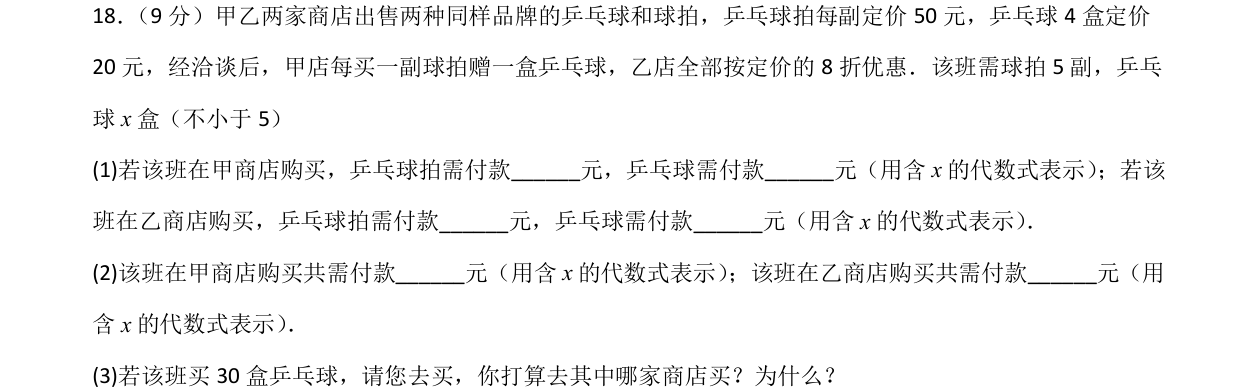 18.（9 分）甲乙两家商店出售两种同样品牌的乒乓球和球拍，乒乓球拍每副定价 50 元，乒乓球 4 盒定价
20 元，经洽谈后，甲店每买一副球拍赠一盒乒乓球，乙店全部按定价的 8 折优惠．该班需球拍 5 副，乒乓
球 x 盒（不小于 5）
(1)若该班在甲商店购买，乒乓球拍需付款______元，乒乓球需付款______元（用含 x 的代数式表示）；若该
班在乙商店购买，乒乓球拍需付款______元，乒乓球需付款______元（用含 x 的代数式表示）．
(2)该班在甲商店购买共需付款______元（用含 x 的代数式表示）；该班在乙商店购买共需付款______元（用
含 x 的代数式表示）．
(3)若该班买 30 盒乒乓球，请您去买，你打算去其中哪家商店买？为什么？